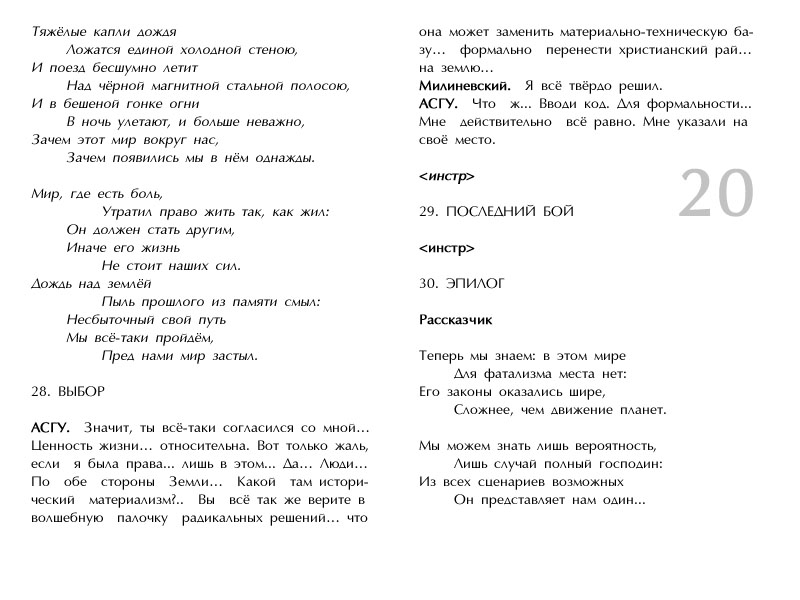 Тяжёлые капли дождя
Ложатся единой холодной стеною,
И поезд бесшумно летит
Над чёрной магнитной стальной полосою,
И в бешеной гонке огни
В ночь улетают, и больше неважно,
Зачем этот мир вокруг нас,
Зачем появились мы в нём однажды.
Мир, где есть боль,
Утратил право жить так, как жил:
Он должен стать другим,
Иначе его жизнь
Не стоит наших сил.
Дождь над землёй
Пыль прошлого из памяти смыл:
Несбыточный свой путь
Мы всё-таки пройдём,
Пред нами мир застыл.
28. ВЫБОР
АСГУ. Значит, ты всё-таки согласился со мной…
Ценность жизни… относительна. Вот только жаль,
если я была права... лишь в этом... Да… Люди…
По обе стороны Земли… Какой там истори-
ческий материализм?.. Вы всё так же верите в
волшебную палочку радикальных решений… что
она может заменить материально-техническую ба-
зу… формально перенести христианский рай…
на землю…
Милиневский. Я всё твёрдо решил.
АСГУ. Что ж... Вводи код. Для формальности...
Мне действительно всё равно. Мне указали на
своё место.
<инстр>
20
29. ПОСЛЕДНИЙ БОЙ
<инстр>
30. ЭПИЛОГ
Рассказчик
Теперь мы знаем: в этом мире
Для фатализма места нет:
Его законы оказались шире,
Сложнее, чем движение планет.
Мы можем знать лишь вероятность,
Лишь случай полный господин:
Из всех сценариев возможных
Он представляет нам один...